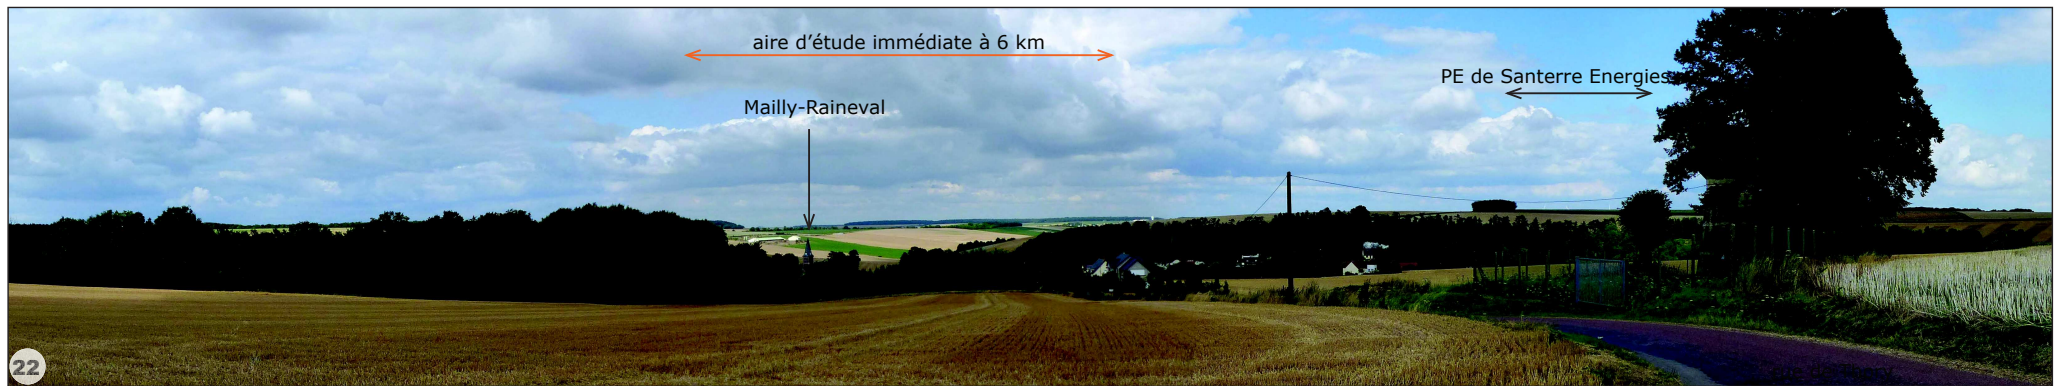 aire d'étude immédiate à 6 km
PE de Santerre Energies
Mailly-Raineval
22